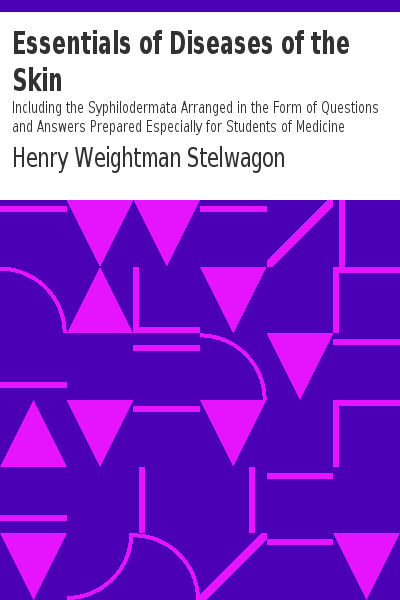 Essentials of Diseases of the
Skin
Including the Syphilodermata Arranged in the Form of Questions
and Answers Prepared Especially for Students of Medicine
Henry Weightman Stelwagon